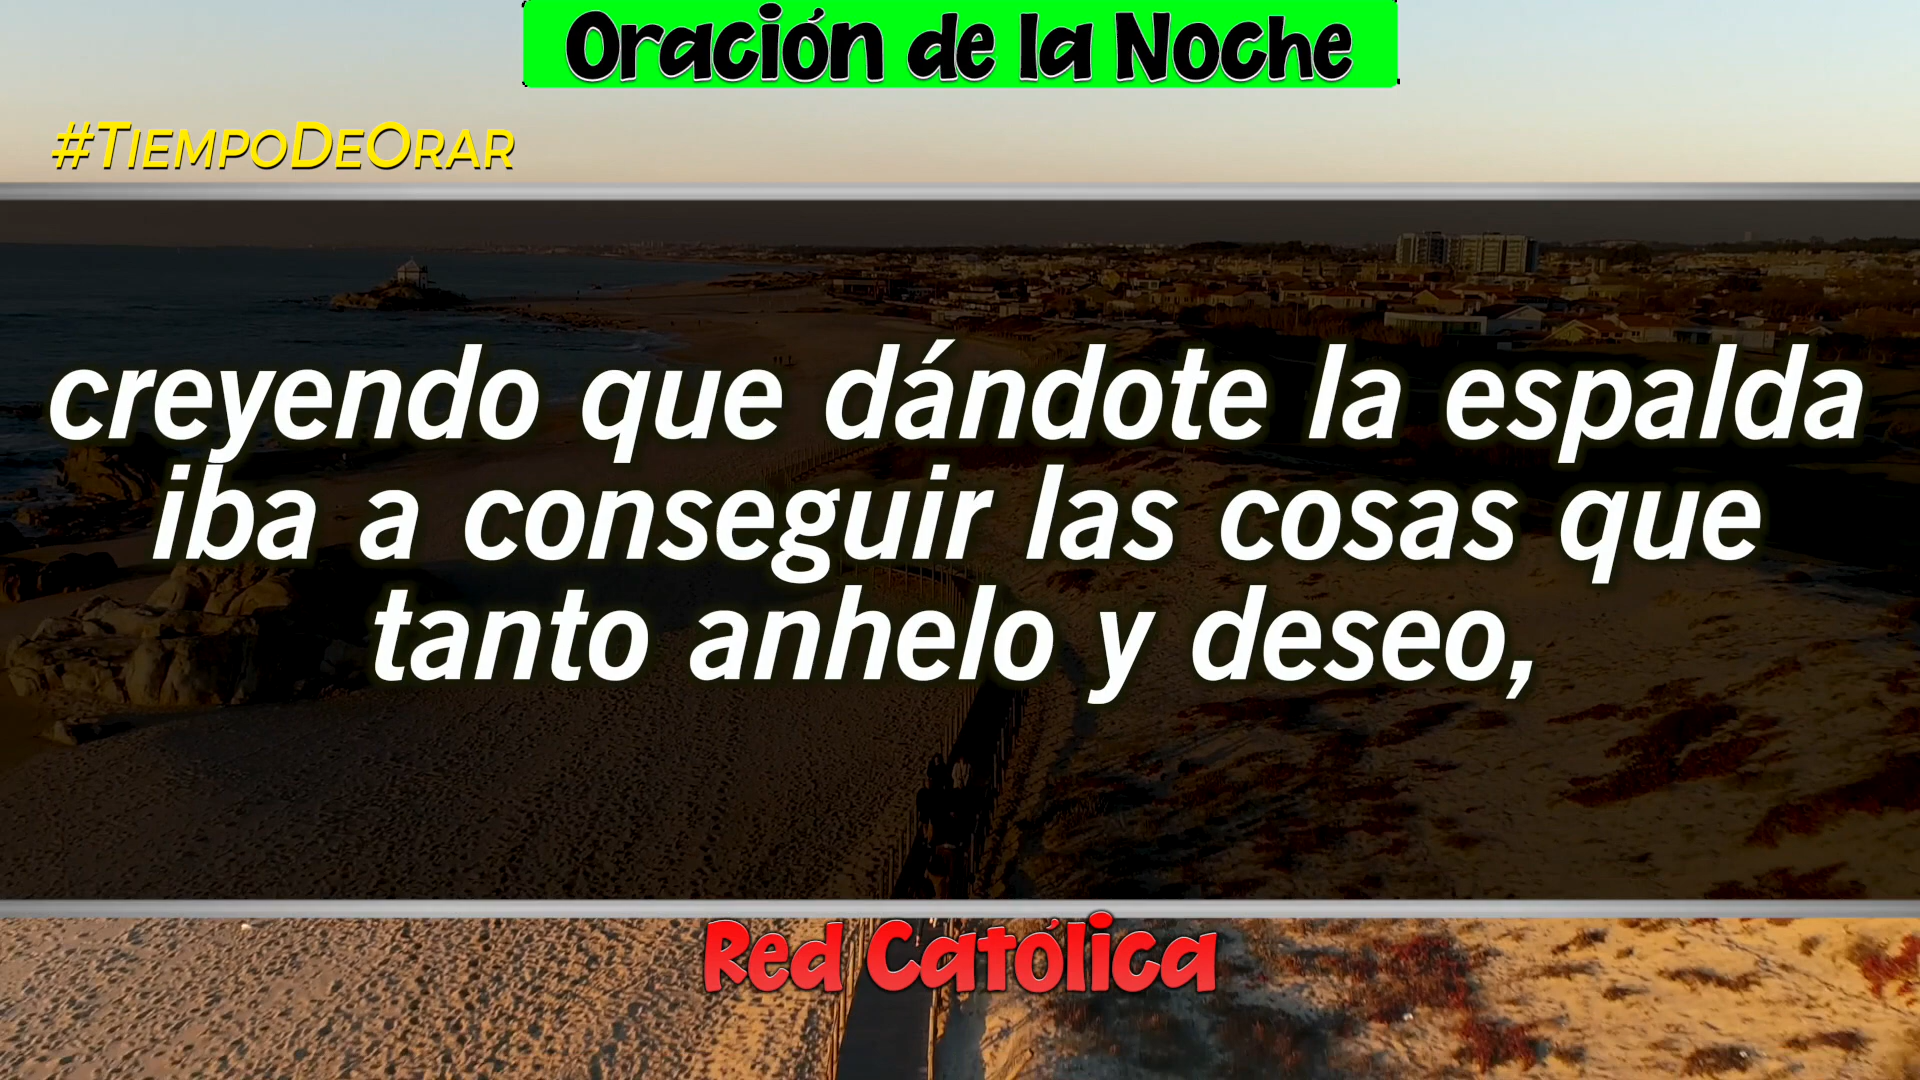 Oración de la Noche
#TiempoDeOrar
creyendo que dándote la espalda
iba a conseguir las cosas que
tanto anhelo y deseo,
Red Católica